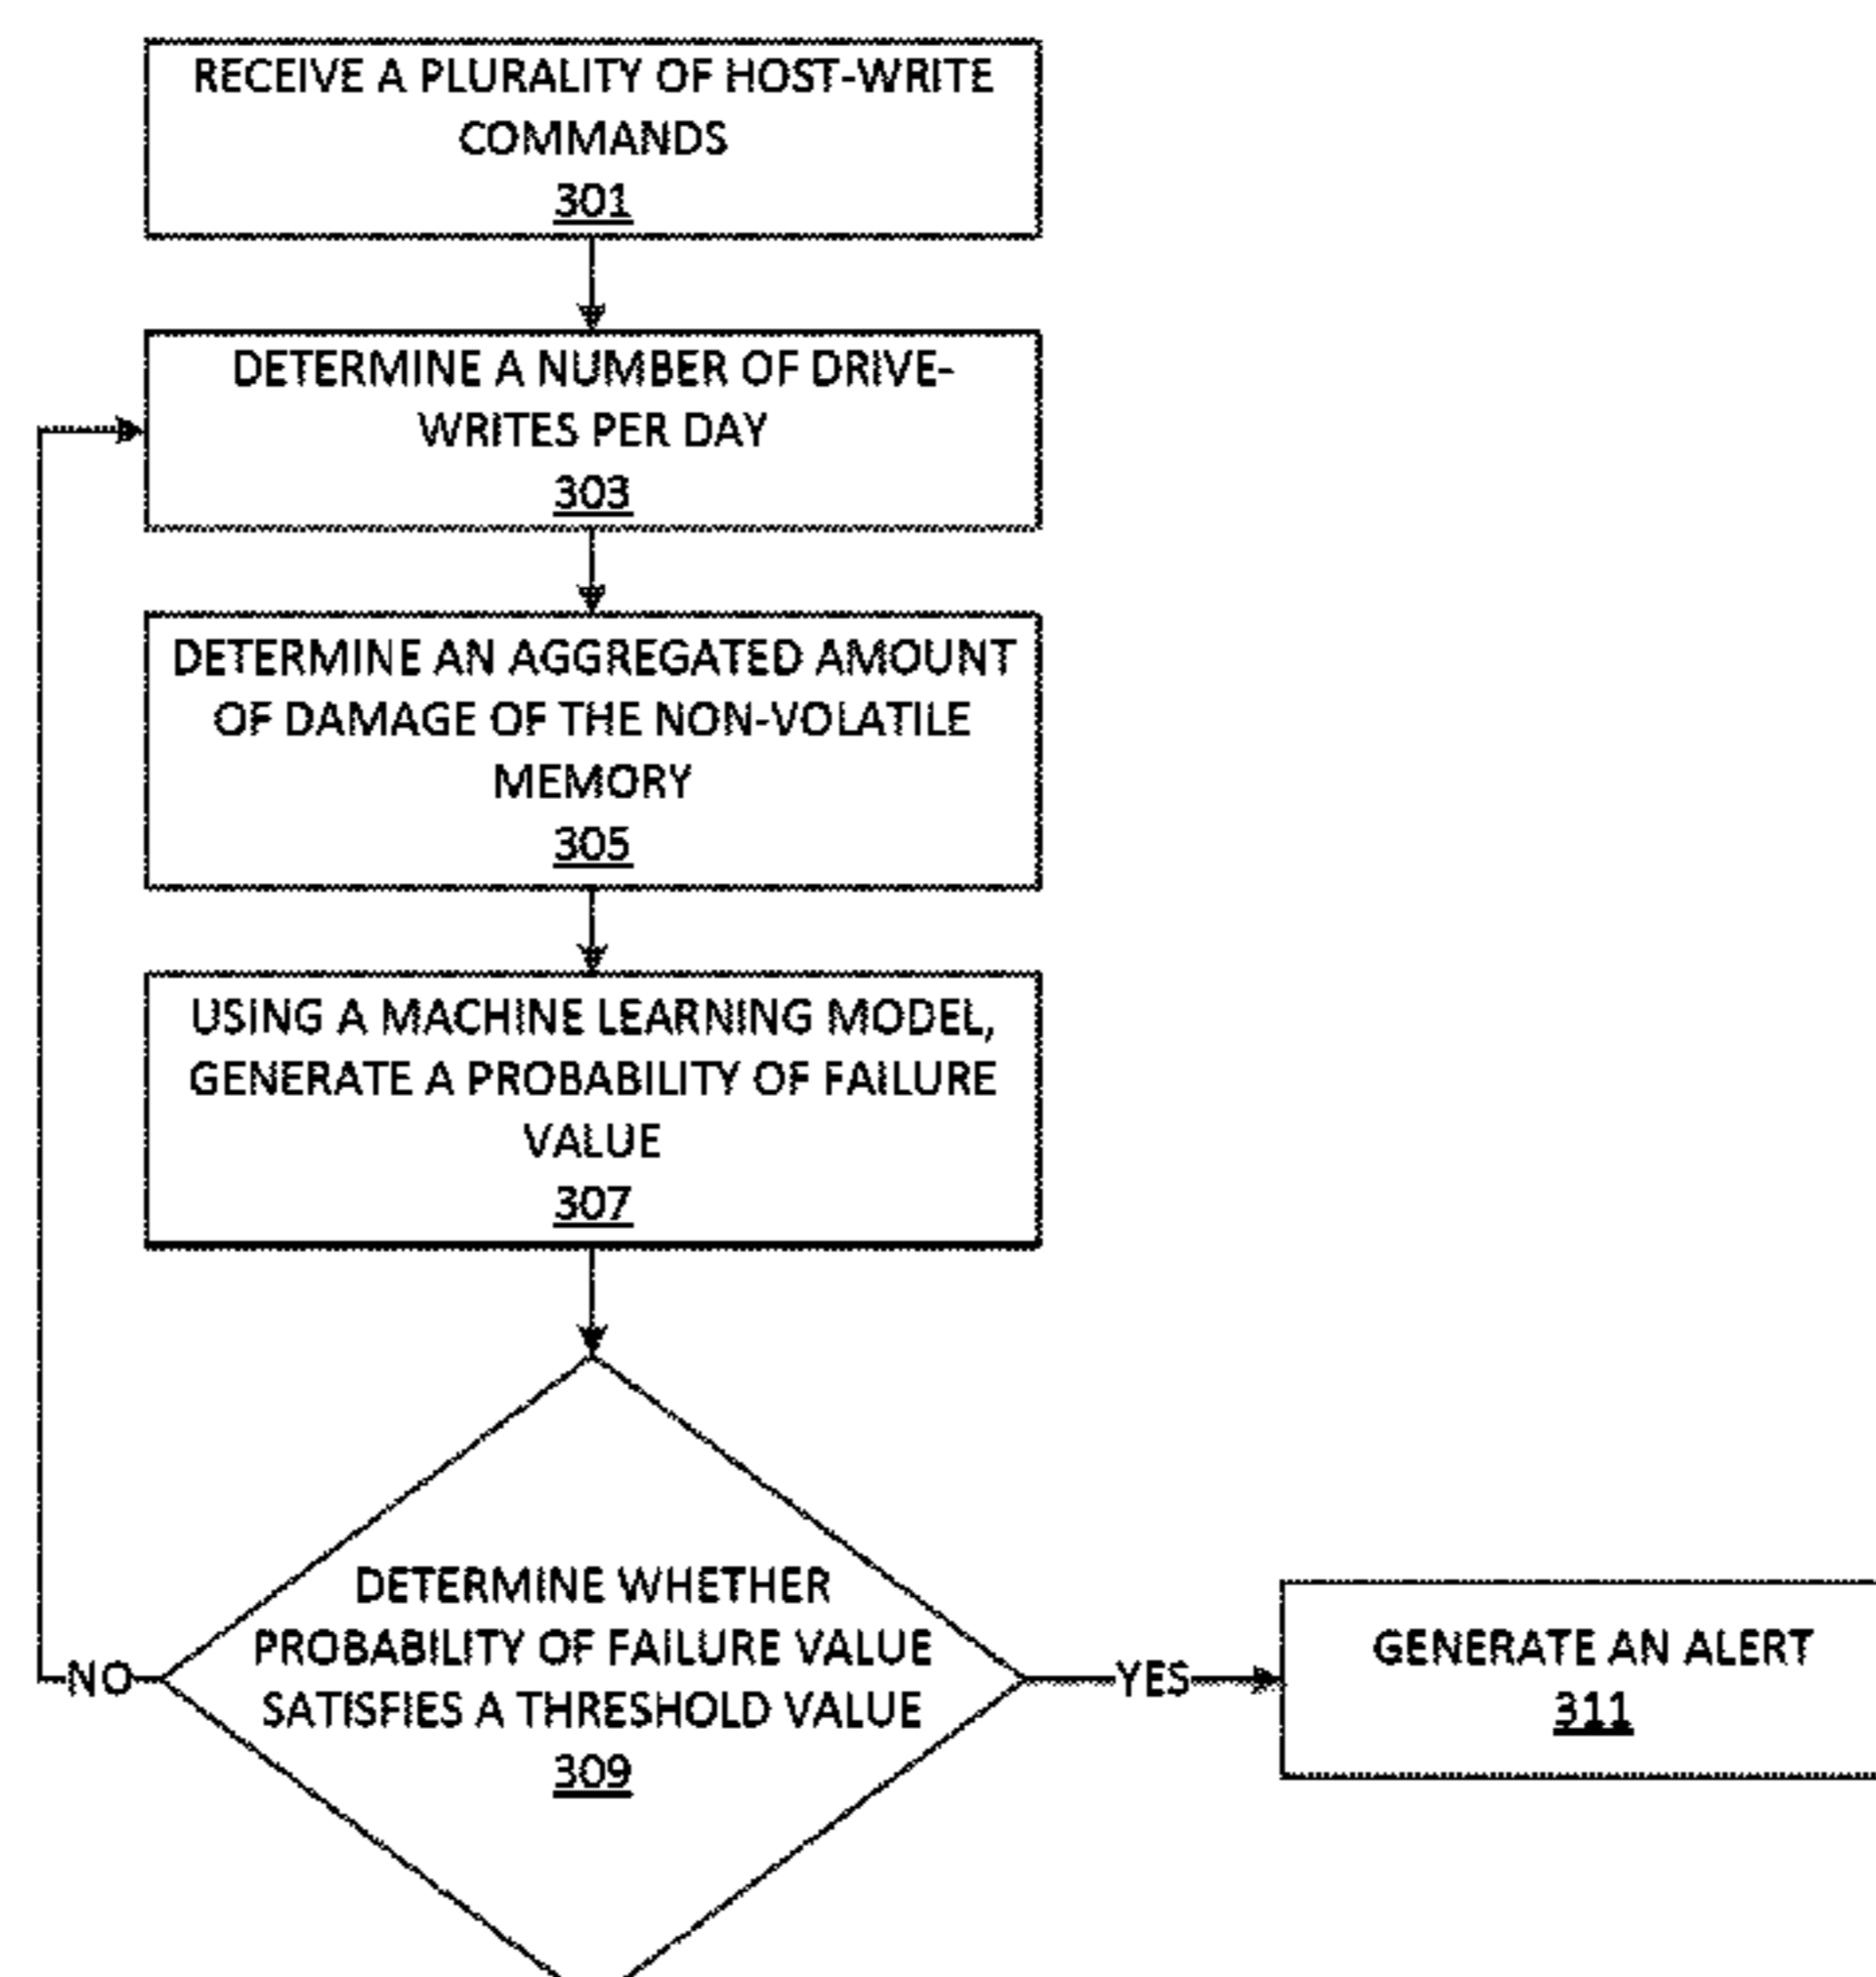 RECEIVE A PLURALITY OF HOST-WRITE
COMMANDS
301
DETERMINE A NUMBER OF DRIVE-
WRITES PER DAY
303
DETERMINE AN AGGREGATED AMOUNT
OF DAMAGE OF THE NON-VOLATILE
MEMORY
305
USING A MACHINE LEARNING MODEL,
GENERATE A PROBABILITY OF FAILURE
VALUE
307
DETERMINE WHETHER
PROBABILITY OF FAILURE VALUE
SATISFIES A THRESHOLD VALUE
309
NO
YES
GENERATE AN ALERT
311